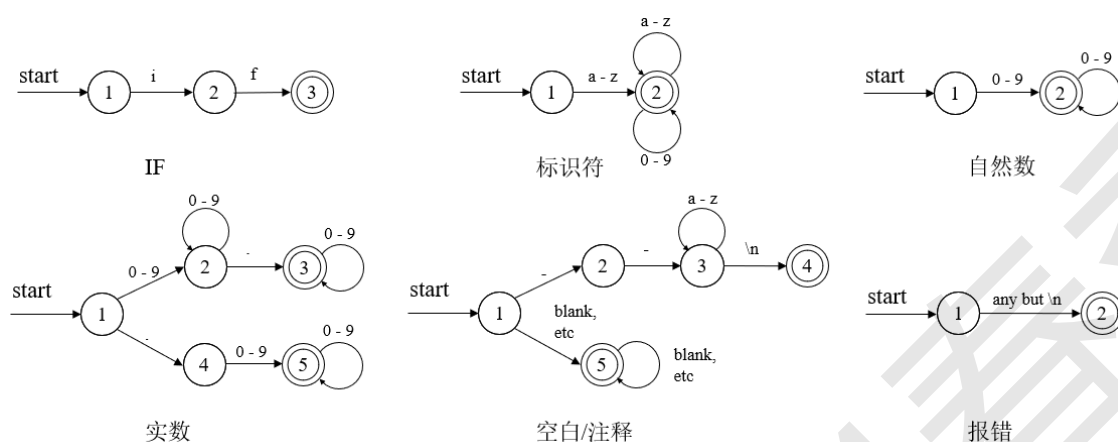 start 1 i 2 f 3
IF
start 1 a - z 2 a - z 0 - 9
标识符
start 1 0 - 9 2 0 - 9
自然数
start 1 0 - 9 2 0 - 9 . 3 0 - 9
. 4 0 - 9 5 0 - 9
实数
start 1 - 2 - 3 a - z \n 4
blank,
etc
5 blank,
etc
空白/注释
start 1 any but \n 2
报错
春